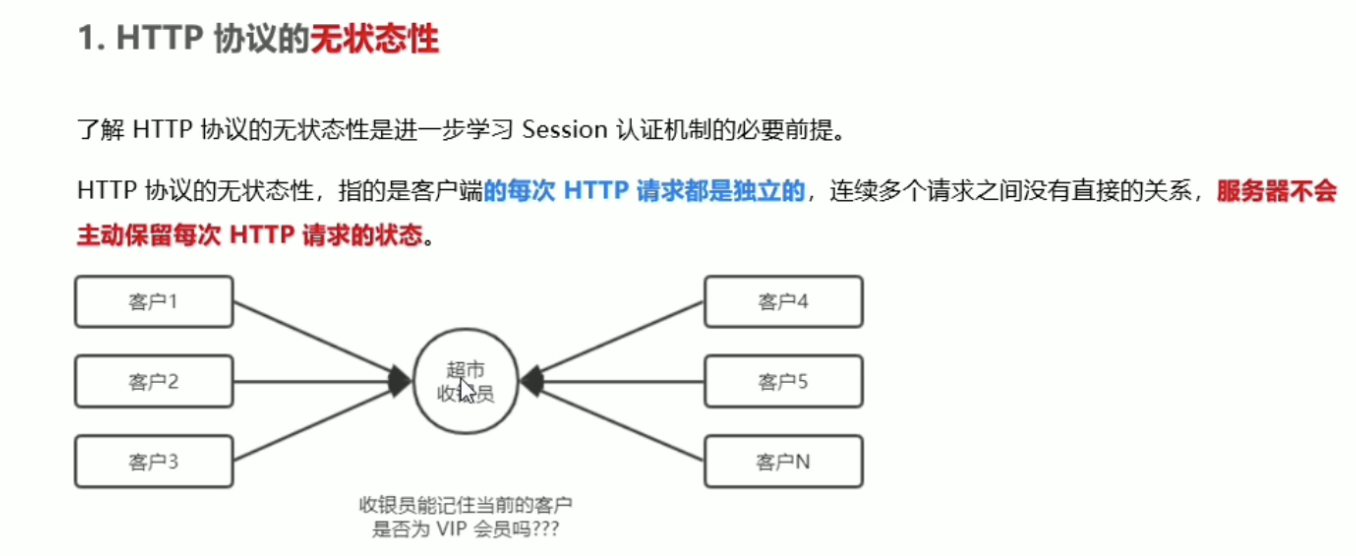 1. HTTP 协议的无状态性
了解 HTTP 协议的无状态性是进一步学习 Session 认证机制的必要前提。
HTTP 协议的无状态性，指的是客户端的每次 HTTP 请求都是独立的，连续多个请求之间没有直接的关系，服务器不会
主动保留每次 HTTP 请求的状态。
客户1
客户2
客户3
超市
收银员
客户4
客户5
客户N
收银员能记住当前的客户
是否为 VIP 会员吗???